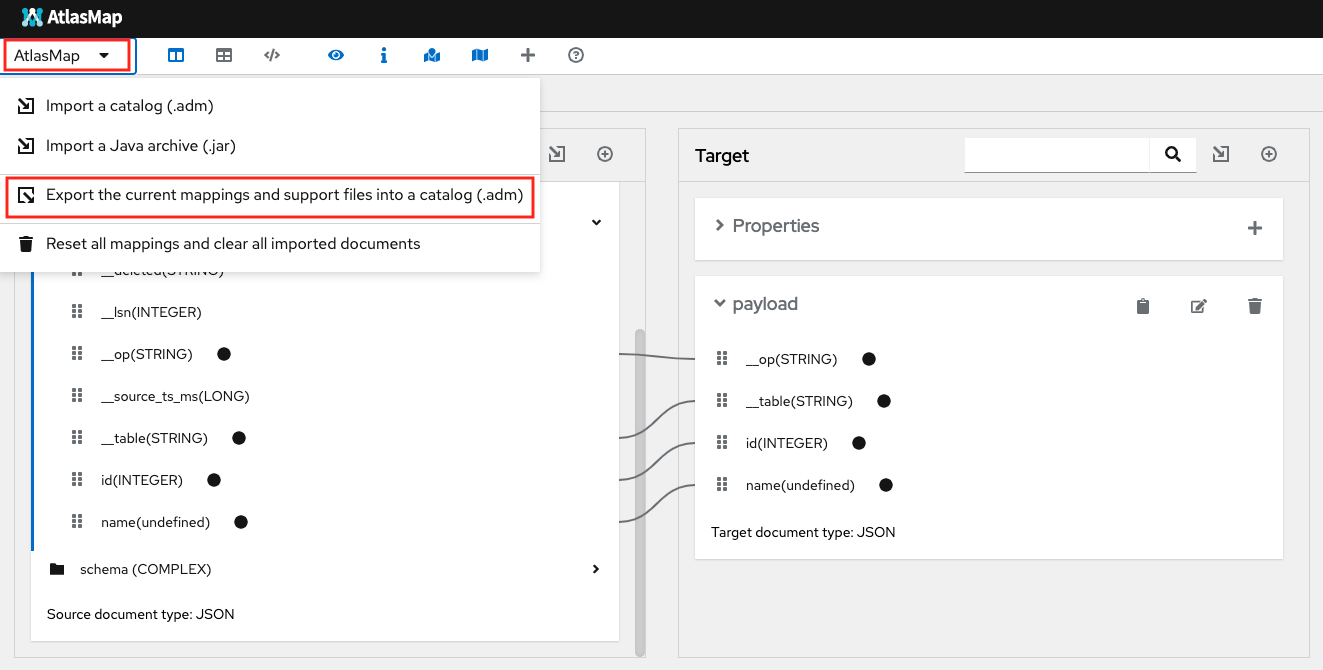 AtlasMap
AtlasMap
Import a catalog (.adm)
Import a Java archive (.jar)
Export the current mappings and support files into a catalog (.adm)
Reset all mappings and clear all imported documents
__deleted(STRING)
__lsn(INTEGER)
__op(STRING)
__source_ts_ms(LONG)
__table(STRING)
id(INTEGER)
name(undefined)
schema (COMPLEX)
Source document type: JSON
Target
Properties
payload
__op(STRING)
__table(STRING)
id(INTEGER)
name(undefined)
Target document type: JSON